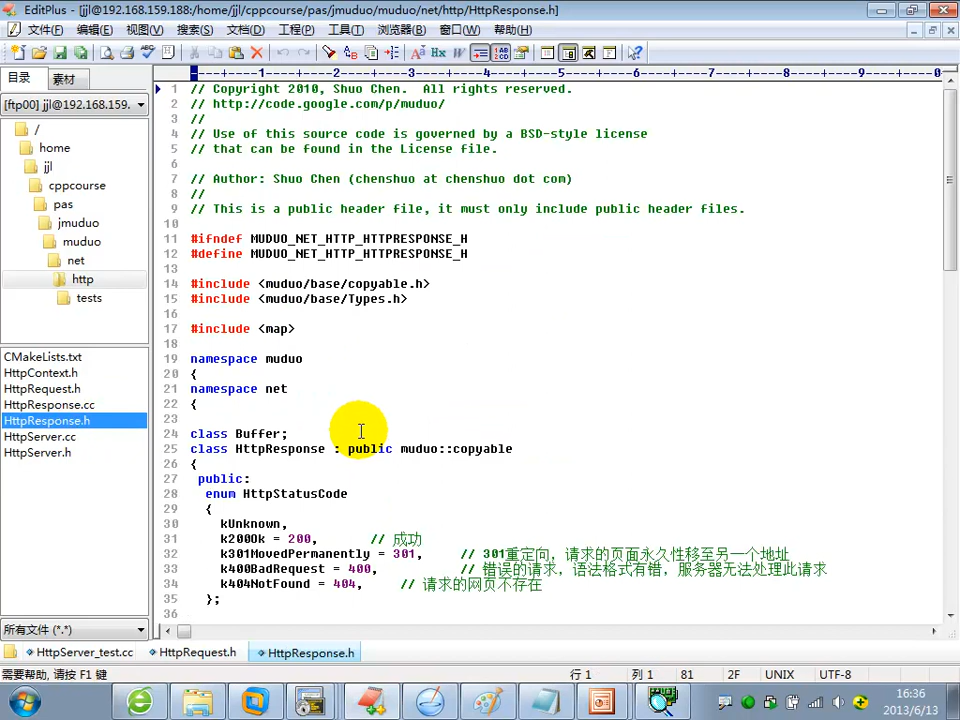 EditPlus - [jjl@192.168.159.188:/home/jjl/cppcourse/pas/jmuduo/muduo/net/http/HttpResponse.h]
文件(F) 编辑(E) 视图(V) 搜索(S) 文档(D) 工程(P) 工具(T) 浏览器(B) 窗口(W) 帮助(H)
目录 素材
[ftp00] jjl@192.168.159.
/
home
jjl
cppcourse
pas
jmuduo
muduo
net
http
tests
CMakeLists.txt
HttpContext.h
HttpRequest.h
HttpResponse.cc
HttpResponse.h
HttpServer.cc
HttpServer.h
所有文件 (*.*)
----+----1----+----2----+----3----+----4----+----5----+----6----+----7----+----8----+----9----+----0
1 // Copyright 2010, Shuo Chen.  All rights reserved.
2 // http://code.google.com/p/muduo/
3 //
4 // Use of this source code is governed by a BSD-style license
5 // that can be found in the License file.
6
7 // Author: Shuo Chen (chenshuo at chenshuo dot com)
8 //
9 // This is a public header file, it must only include public header files.
10
11 #ifndef MUDUO_NET_HTTP_HTTPRESPONSE_H
12 #define MUDUO_NET_HTTP_HTTPRESPONSE_H
13
14 #include <muduo/base/copyable.h>
15 #include <muduo/base/Types.h>
16
17 #include <map>
18
19 namespace muduo
20 {
21 namespace net
22 {
23
24 class Buffer;
25 class HttpResponse : public muduo::copyable
26 {
27  public:
28   enum HttpStatusCode
29   {
30     kUnknown,
31     k200Ok = 200,       // 成功
32     k301MovedPermanently = 301,     // 301重定向，请求的页面永久性移至另一个地址
33     k400BadRequest = 400,           // 错误的请求，语法格式有错，服务器无法处理此请求
34     k404NotFound = 404,     // 请求的网页不存在
35   };
36
HttpServer_test.cc HttpRequest.h HttpResponse.h
需要帮助, 请按 F1 键 行 1 列 1 81 2F UNIX UTF-8
16:36
2013/6/13